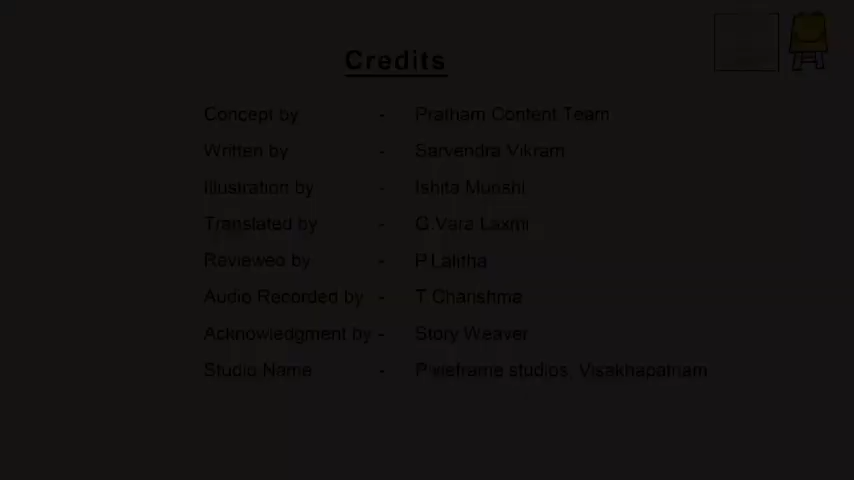 Credits
Concept by - Pratham Content Team
Written by - Sarvendra Vikram
Illustration by - Ishita Munshi
Translated by - G.Vara Laxmi
Reviewed by - P.Lalitha
Audio Recorded by - T Charishma
Acknowledgment by - Story Weaver
Studio Name - Pixieframe studios, Visakhapatnam